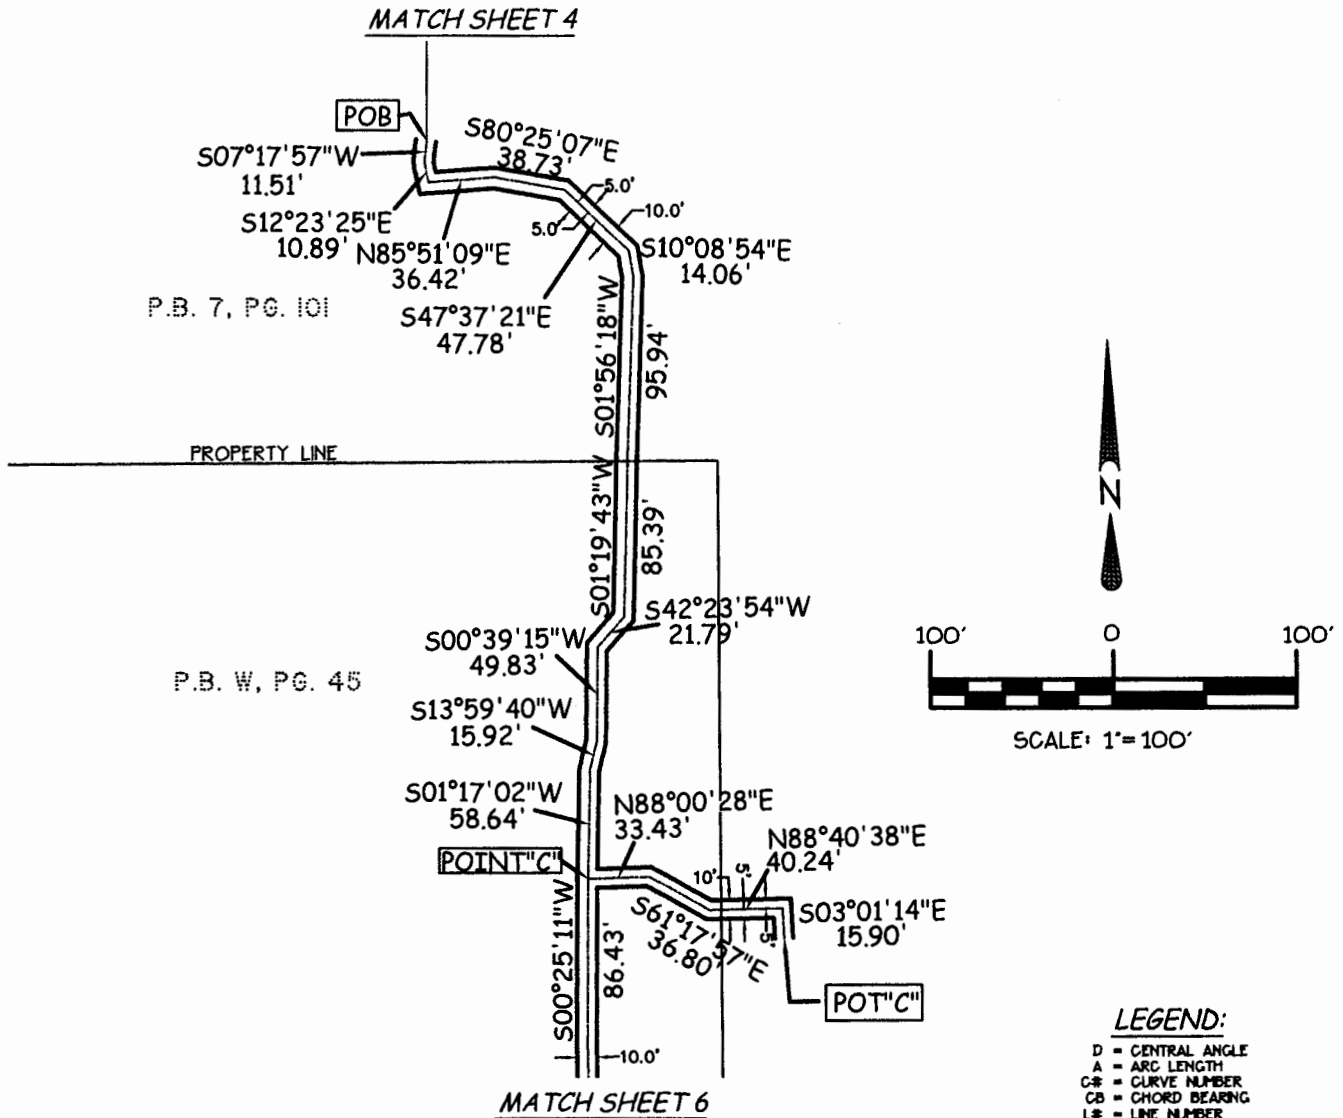 MATCH SHEET 4
POB
S80°25'07"E
38.73'
S07°17'57"W
11.51'
5.0'
5.0'
10.0'
5.0'
S12°23'25"E
10.89'
N85°51'09"E
36.42'
S10°08'54"E
14.06'
P.B. 7, PG. 101
S47°37'21"E
47.78'
S01°56'18"W
95.94'
PROPERTY LINE
N
S01°19'43"W
85.39'
S42°23'54"W
21.79'
S00°39'15"W
49.83'
100'
0
100'
P.B. W, PG. 45
S13°59'40"W
15.92'
SCALE: 1"=100'
S01°17'02"W
58.64'
N88°00'28"E
33.43'
N88°40'38"E
40.24'
POINT"C"
10'
5'
S03°01'14"E
15.90'
S61°17'57"E
36.80'
5'
S00°25'11"W
86.43'
POT"C"
10.0'
MATCH SHEET 6
LEGEND:
D = CENTRAL ANGLE
A = ARC LENGTH
C# = CURVE NUMBER
CB = CHORD BEARING
L# = LINE NUMBER